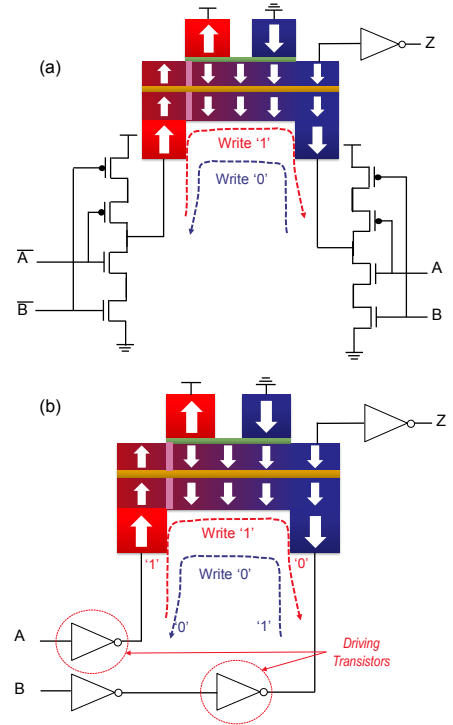 (a)
Z
Write '1'
Write '0'
A
B
A
B
(b)
Z
Write '1'
'1'
'0'
Write '0'
'0'
'1'
A
Driving
Transistors
B